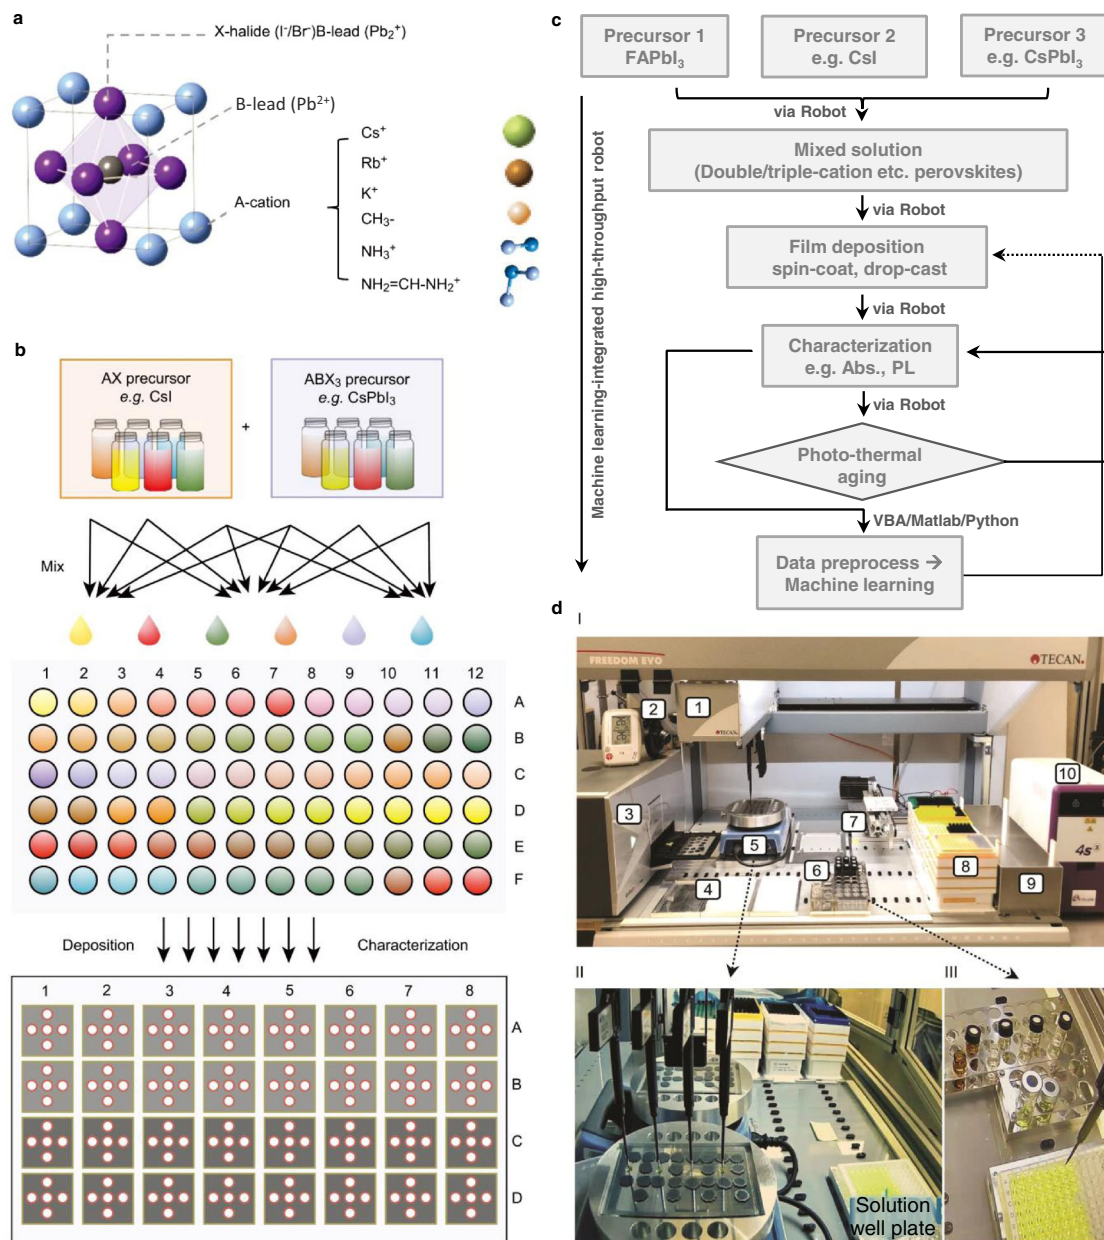 a
X-halide (I⁻/Br⁻)B-lead (Pb₂⁺)
B-lead (Pb²⁺)
A-cation
Cs⁺
Rb⁺
K⁺
CH₃-
NH₃⁺
NH₂=CH-NH₂⁺
b
AX precursor
e.g. CsI
+
ABX₃ precursor
e.g. CsPbI₃
Mix
1 2 3 4 5 6 7 8 9 10 11 12
A
B
C
D
E
F
Deposition
Characterization
1 2 3 4 5 6 7 8
A
B
C
D
c
Precursor 1
FAPbI₃
Precursor 2
e.g. CsI
Precursor 3
e.g. CsPbI₃
via Robot
Mixed solution
(Double/triple-cation etc. perovskites)
via Robot
Film deposition
spin-coat, drop-cast
via Robot
Characterization
e.g. Abs., PL
via Robot
Photo-thermal
aging
VBA/Matlab/Python
Data preprocess →
Machine learning
Machine learning-integrated high-throughput robot
d
I
FREEDOM EVO
TECAN.
1
2
3
4
5
6
7
8
9
10
4s
TECAN
II
Solution
well plate
III